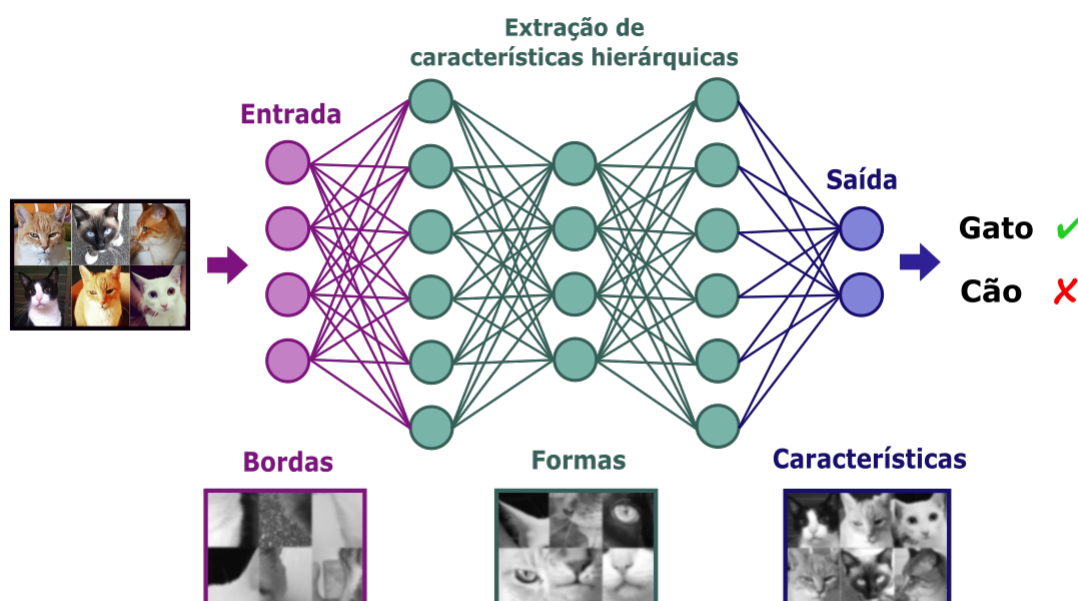 Extração de
características hierárquicas
Entrada
Saída
Gato ✓
Cão ✗
Bordas
Formas
Características